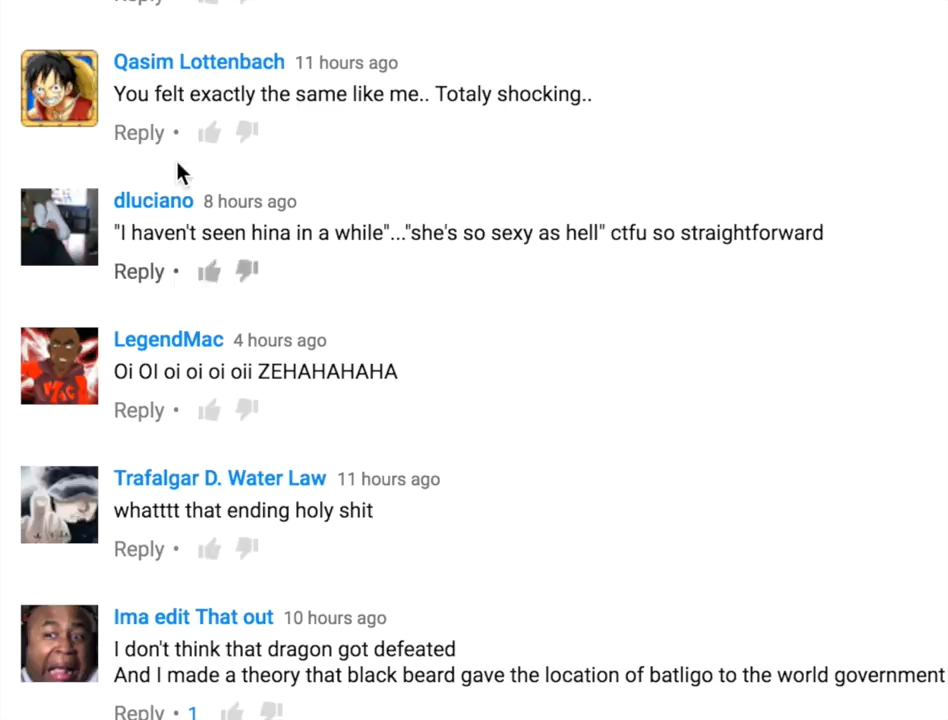 Reply
Qasim Lottenbach 11 hours ago
You felt exactly the same like me.. Totaly shocking..
Reply •
dluciano 8 hours ago
"I haven't seen hina in a while"..."she's so sexy as hell" ctfu so straightforward
Reply •
LegendMac 4 hours ago
Oi OI oi oi oi oii ZEHAHAHAHA
Reply •
Trafalgar D. Water Law 11 hours ago
whatttt that ending holy shit
Reply •
Ima edit That out 10 hours ago
I don't think that dragon got defeated
And I made a theory that black beard gave the location of batligo to the world government
Reply • 1